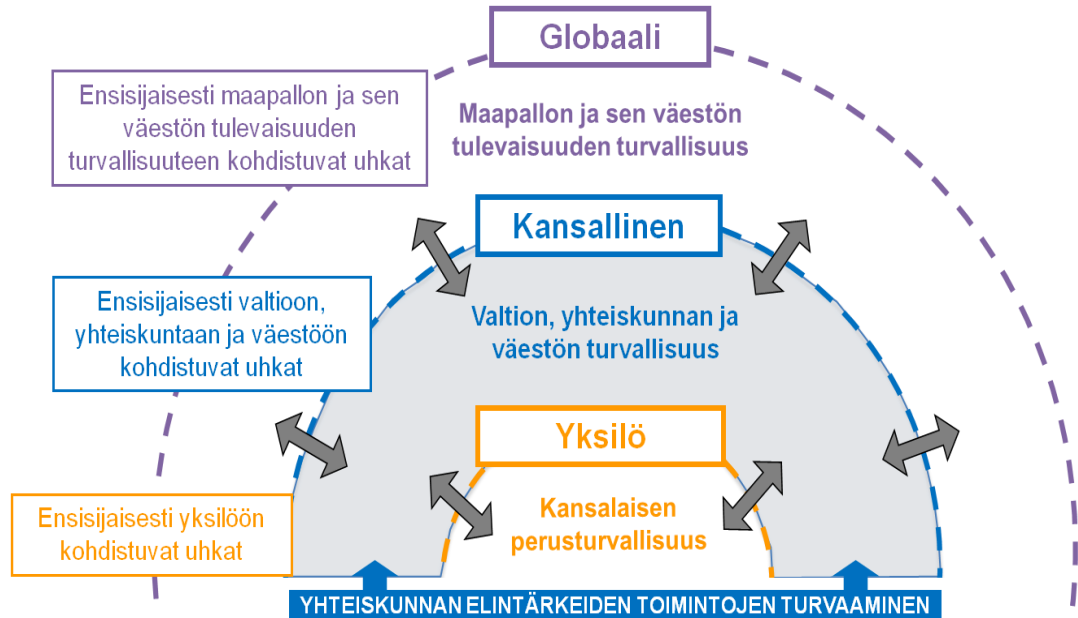 Globaali
Ensisijaisesti maapallon ja sen
väestön tulevaisuuden
turvallisuuteen kohdistuvat uhkat
Maapallon ja sen väestön
tulevaisuuden turvallisuus
Kansallinen
Ensisijaisesti valtioon,
yhteiskuntaan ja väestöön
kohdistuvat uhkat
Valtion, yhteiskunnan ja
väestön turvallisuus
Yksilö
Ensisijaisesti yksilöön
kohdistuvat uhkat
Kansalaisen
perusturvallisuus
YHTEISKUNNAN ELINTÄRKEIDEN TOIMINTOJEN TURVAAMINEN